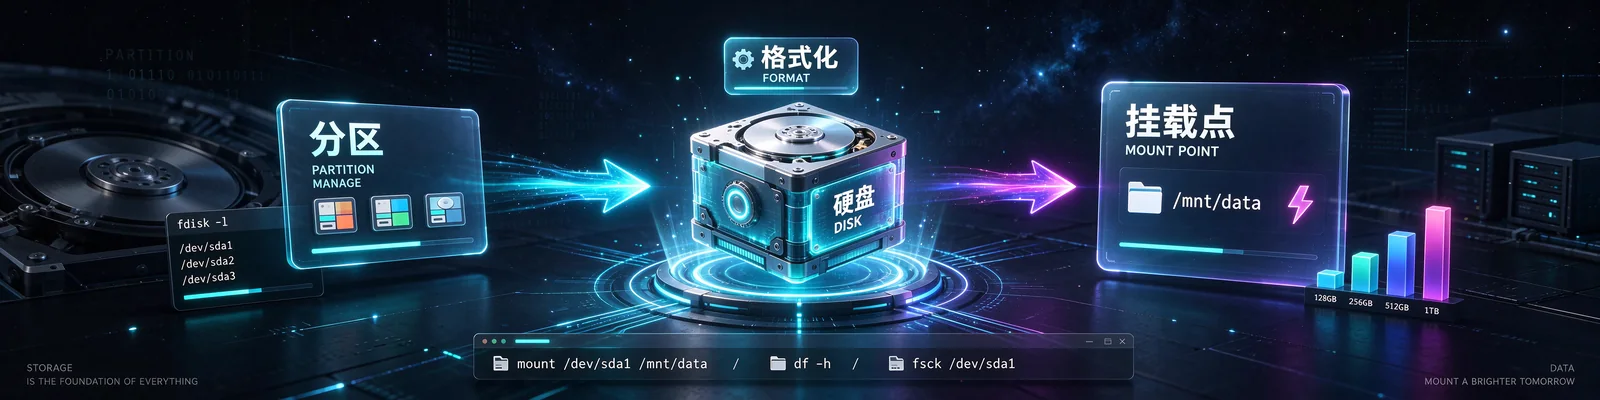 PARTITION
分区
PARTITION
MANAGE
fdisk -l
/dev/sda1
/dev/sda2
/dev/sda3
格式化
FORMAT
硬盘
DISK
挂载点
MOUNT POINT
/mnt/data
128GB
256GB
512GB
1TB
mount /dev/sda1 /mnt/data / df -h / fsck /dev/sda1
STORAGE
IS THE FOUNDATION OF EVERYTHING
DATA
MOUNT A BRIGHTER TOMORROW